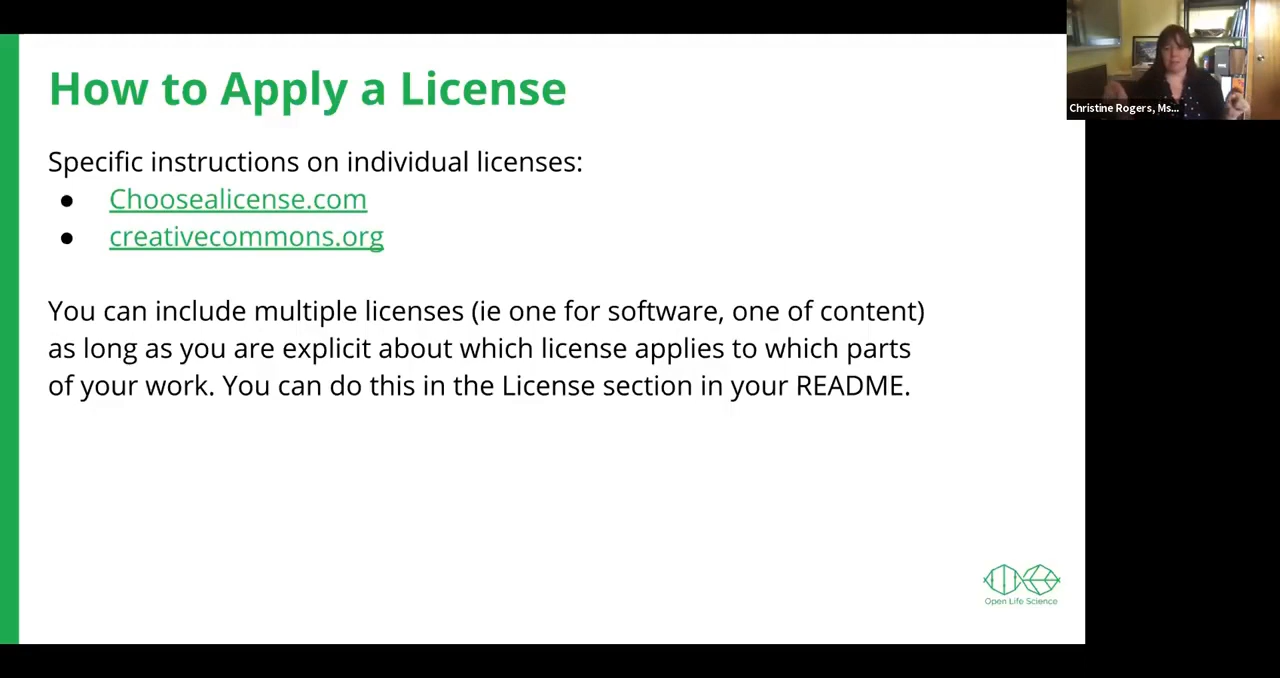 How to Apply a License
Specific instructions on individual licenses:
● Choosealicense.com
● creativecommons.org
You can include multiple licenses (ie one for software, one of content)
as long as you are explicit about which license applies to which parts
of your work. You can do this in the License section in your README.
Open Life Science
Christine Rogers, Ms...